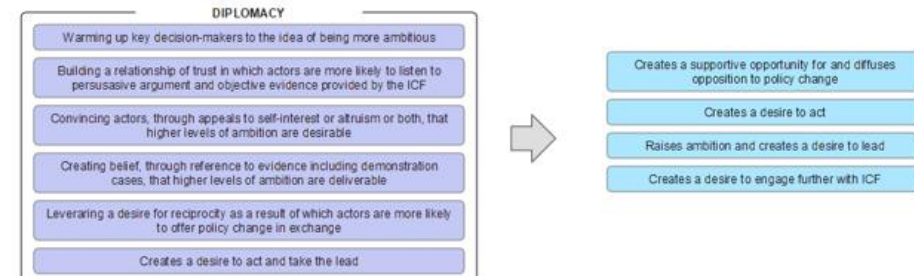 DIPLOMACY
Warming up key decision-makers to the idea of being more ambitious
Building a relationship of trust in which actors are more likely to listen to
persusasive argument and objective evidence provided by the ICF
Convincing actors, through appeals to self-interest or altruism or both, that
higher levels of ambition are desirable
Creating belief, through reference to evidence including demonstration
cases, that higher levels of ambition are deliverable
Leveraring a desire for reciprocity as a result of which actors are more likely
to offer policy change in exchange
Creates a desire to act and take the lead
Creates a supportive opportunity for and diffuses
opposition to policy change
Creates a desire to act
Raises ambition and creates a desire to lead
Creates a desire to engage further with ICF